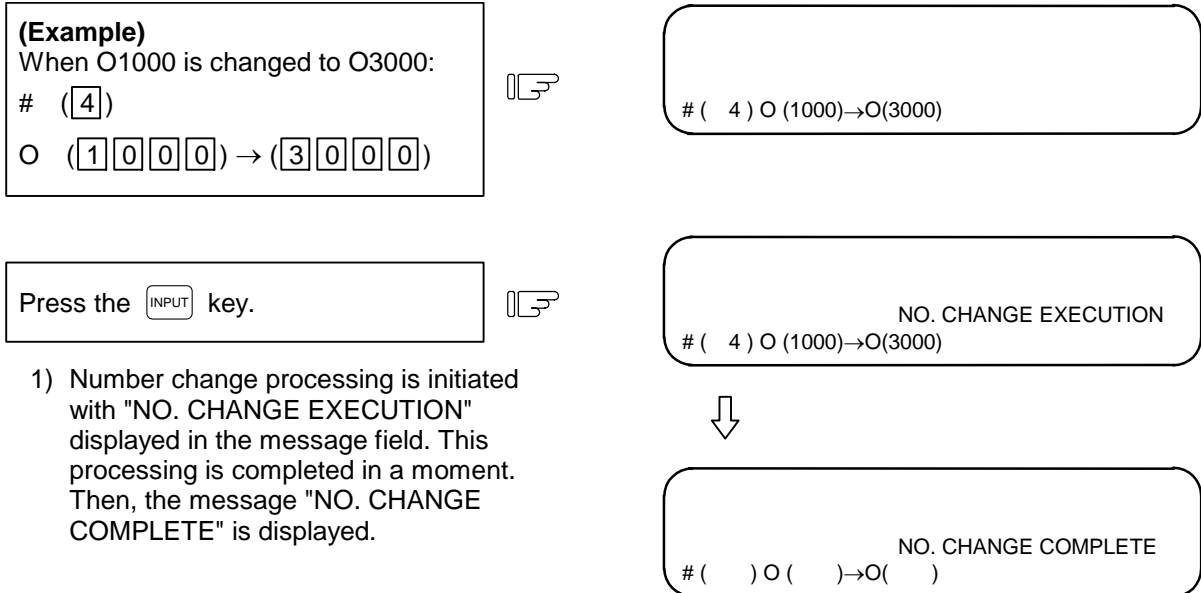 (Example)
When O1000 is changed to O3000:
# (4)
O (1000) → (3000)
# ( 4 ) O (1000)→O(3000)
Press the INPUT key.
NO. CHANGE EXECUTION
# ( 4 ) O (1000)→O(3000)
1) Number change processing is initiated
with "NO. CHANGE EXECUTION"
displayed in the message field. This
processing is completed in a moment.
Then, the message "NO. CHANGE
COMPLETE" is displayed.
NO. CHANGE COMPLETE
# ( ) O ( )→O( )